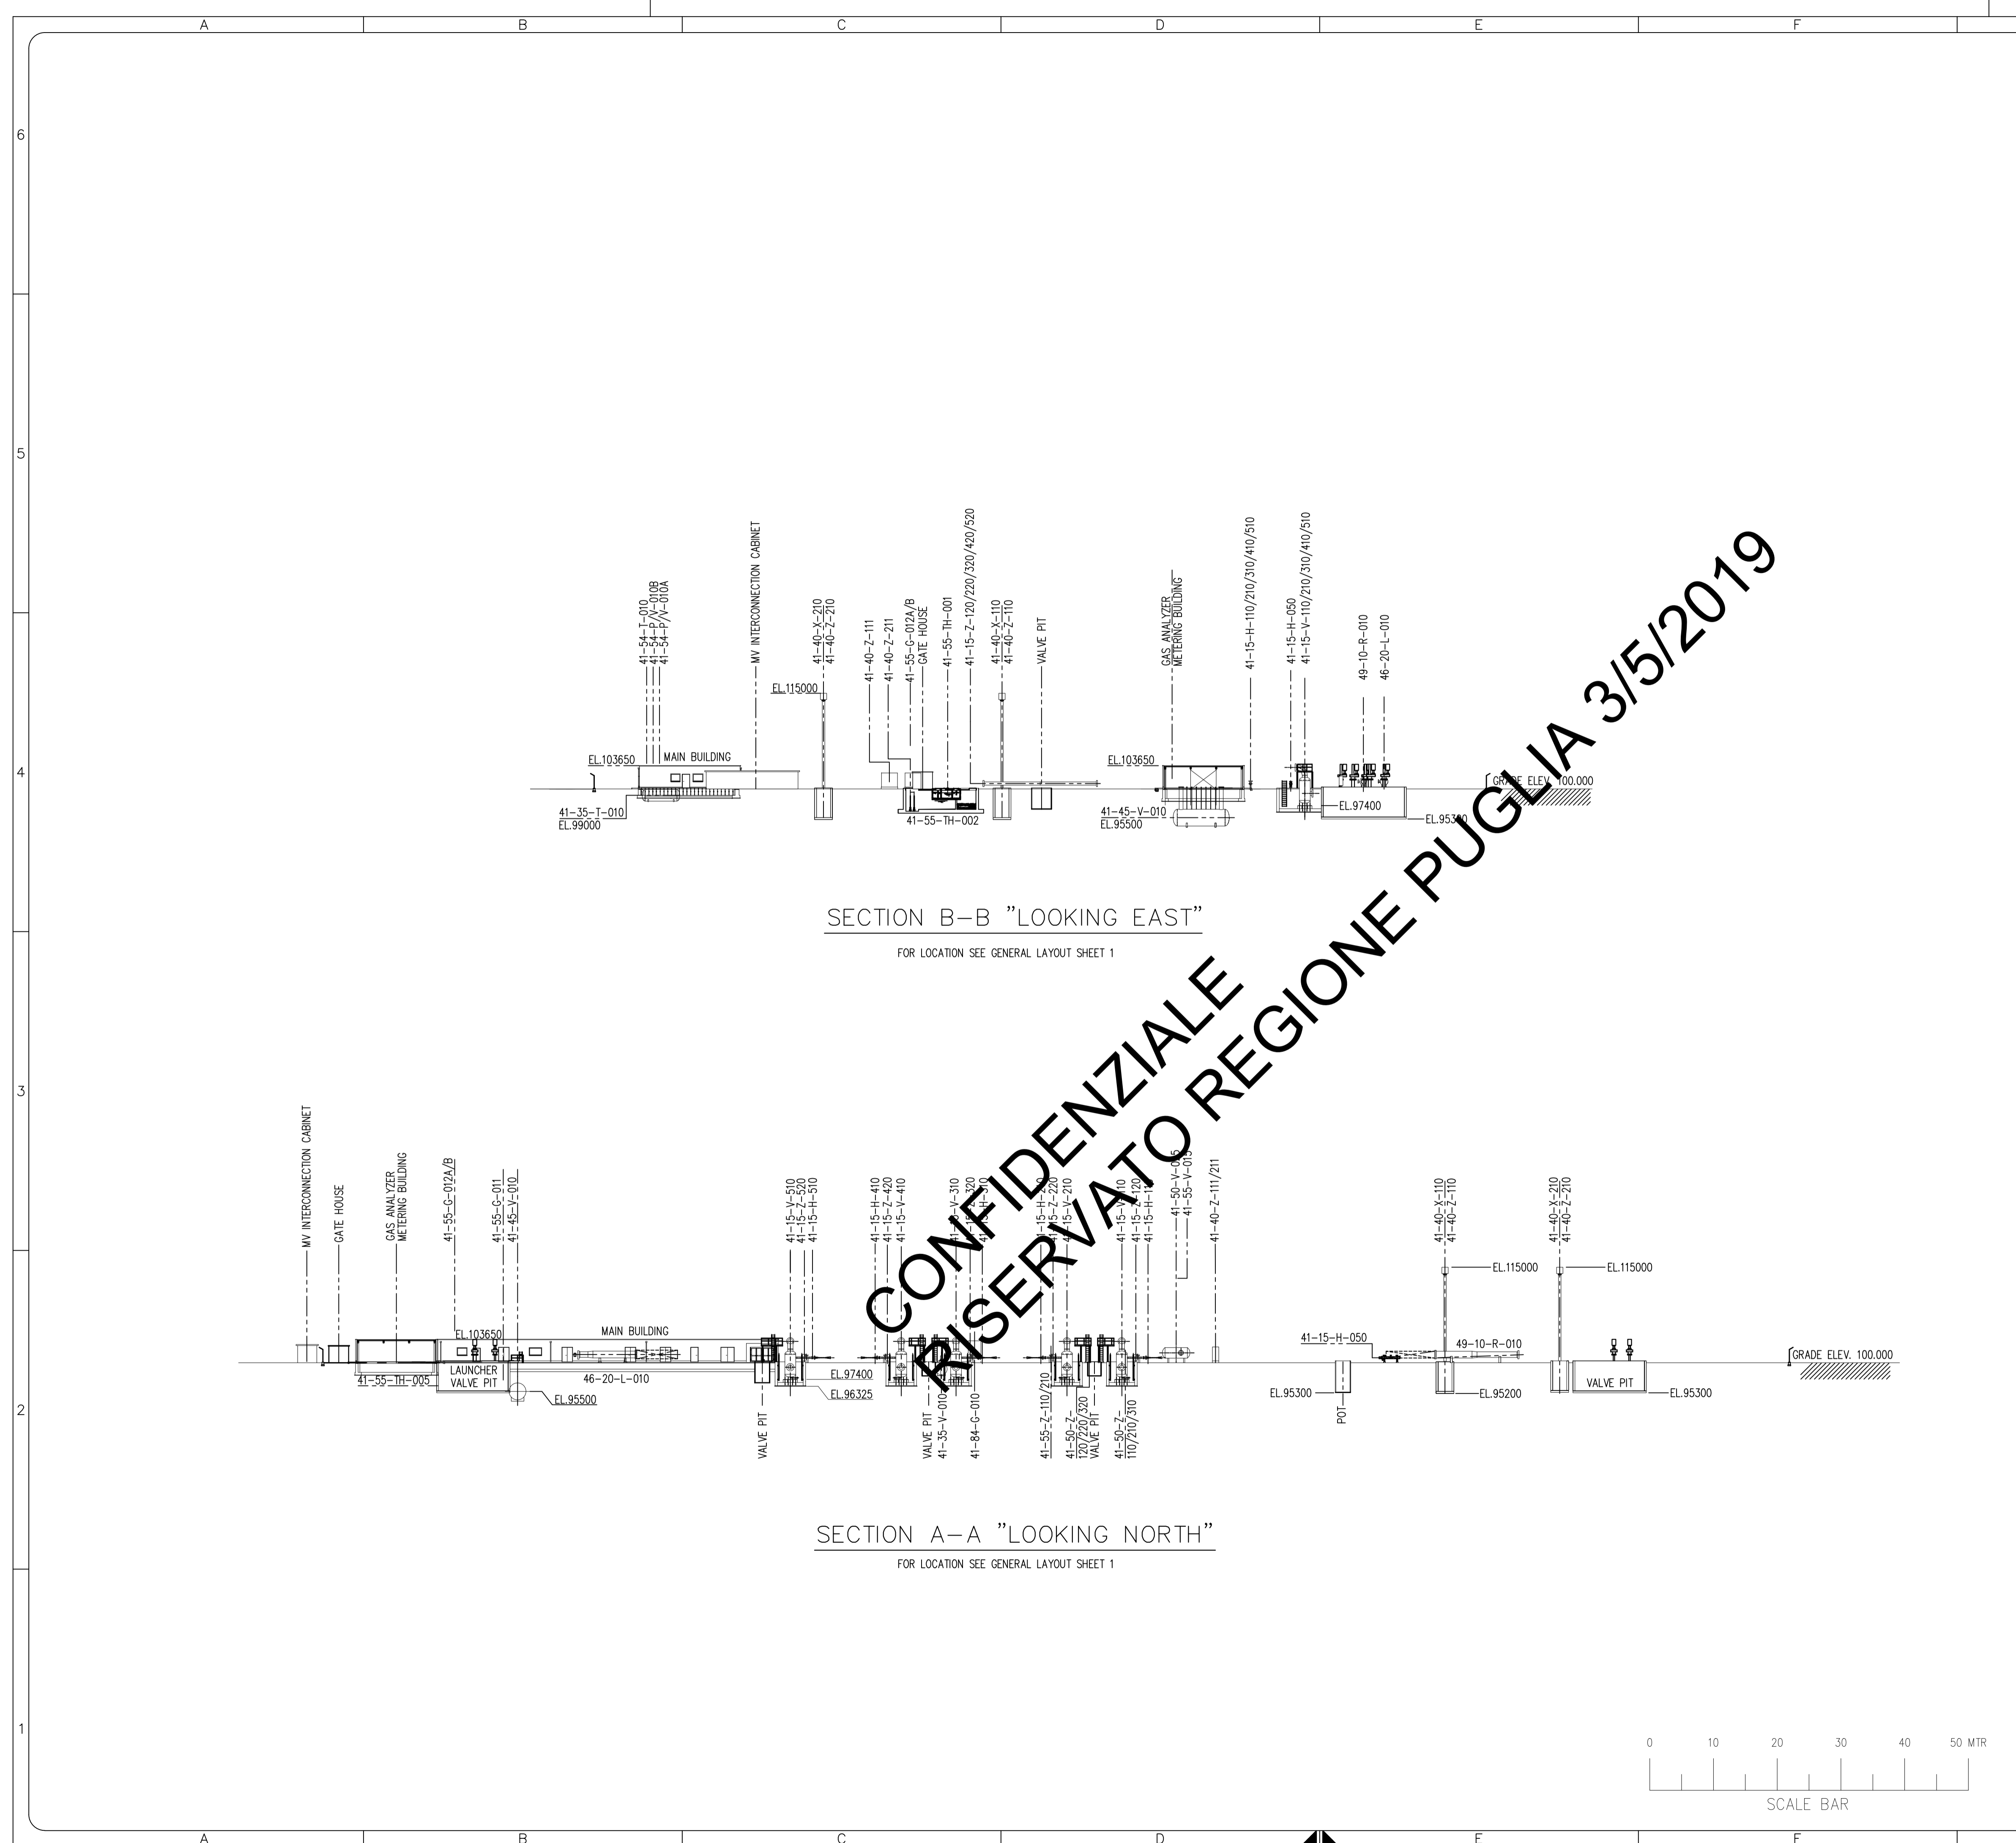 A B C D E F
6
5
4
3
2
1
41-54-T-010
41-54-P/V-010B
41-54-P/V-010A
MV INTERCONNECTION CABINET
41-40-X-210
41-40-Z-210
41-40-Z-111
41-40-Z-211
41-55-G-012A/B
GATE HOUSE
41-55-TH-001
41-15-Z-120/220/320/420/520
41-40-X-110
41-40-Z-110
VALVE PIT
GAS ANALYZER
METERING BUILDING
41-15-H-110/210/310/410/510
41-15-H-050
41-15-V-110/210/310/410/510
49-10-R-010
46-20-L-010
EL.115000
EL.103650
MAIN BUILDING
EL.103650
GRADE ELEV. 100.000
41-35-T-010
EL.99000
41-55-TH-002
41-45-V-010
EL.95500
EL.97400
EL.95300
SECTION B-B "LOOKING EAST"
FOR LOCATION SEE GENERAL LAYOUT SHEET 1
CONFIDENZIALE
RISERVATO REGIONE PUGLIA 3/5/2019
MV INTERCONNECTION CABINET
GATE HOUSE
GAS ANALYZER
METERING BUILDING
41-55-G-012A/B
41-55-G-011
41-45-V-010
41-15-V-510
41-15-Z-520
41-15-H-510
41-15-H-410
41-15-Z-420
41-15-V-410
41-15-Z-220
41-15-V-210
41-15-Z-120
41-55-V-015
41-40-Z-111/211
41-40-X-110
41-40-Z-110
41-40-X-210
41-40-Z-210
EL.115000
EL.115000
EL.103650
MAIN BUILDING
41-15-H-050
49-10-R-010
GRADE ELEV. 100.000
41-55-TH-005
LAUNCHER
VALVE PIT
46-20-L-010
EL.95500
EL.97400
EL.96325
EL.95300
EL.95200
VALVE PIT
EL.95300
VALVE PIT
VALVE PIT
41-35-V-010
41-84-G-010
41-55-Z-110/210
41-50-Z-
120/220/320
VALVE PIT
41-50-Z-
110/210/310
POT
SECTION A-A "LOOKING NORTH"
FOR LOCATION SEE GENERAL LAYOUT SHEET 1
0 10 20 30 40 50 MTR
SCALE BAR
A B C D E F